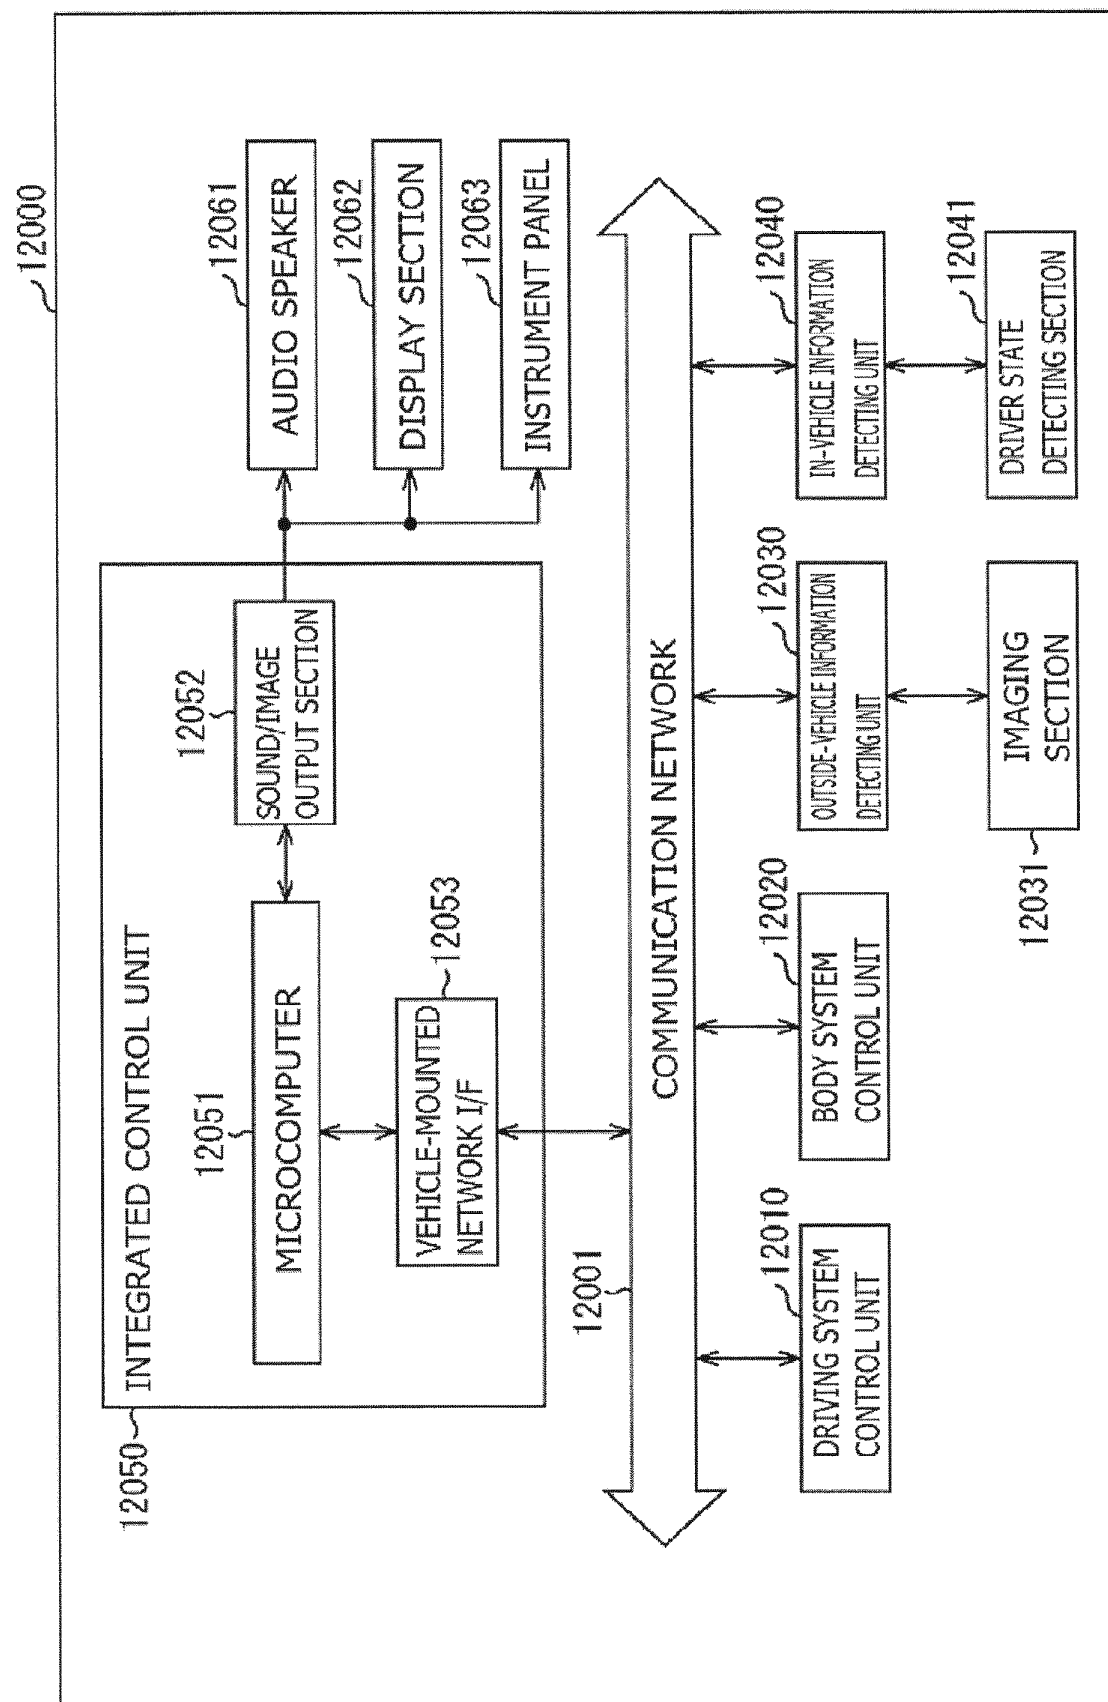 12000
12050
INTEGRATED CONTROL UNIT
12051
MICROCOMPUTER
12052
SOUND/IMAGE
OUTPUT SECTION
12053
VEHICLE-MOUNTED
NETWORK I/F
12061
AUDIO SPEAKER
12062
DISPLAY SECTION
12063
INSTRUMENT PANEL
12001
COMMUNICATION NETWORK
12010
DRIVING SYSTEM
CONTROL UNIT
12020
BODY SYSTEM
CONTROL UNIT
12030
OUTSIDE-VEHICLE INFORMATION
DETECTING UNIT
12040
IN-VEHICLE INFORMATION
DETECTING UNIT
12031
IMAGING
SECTION
12041
DRIVER STATE
DETECTING SECTION